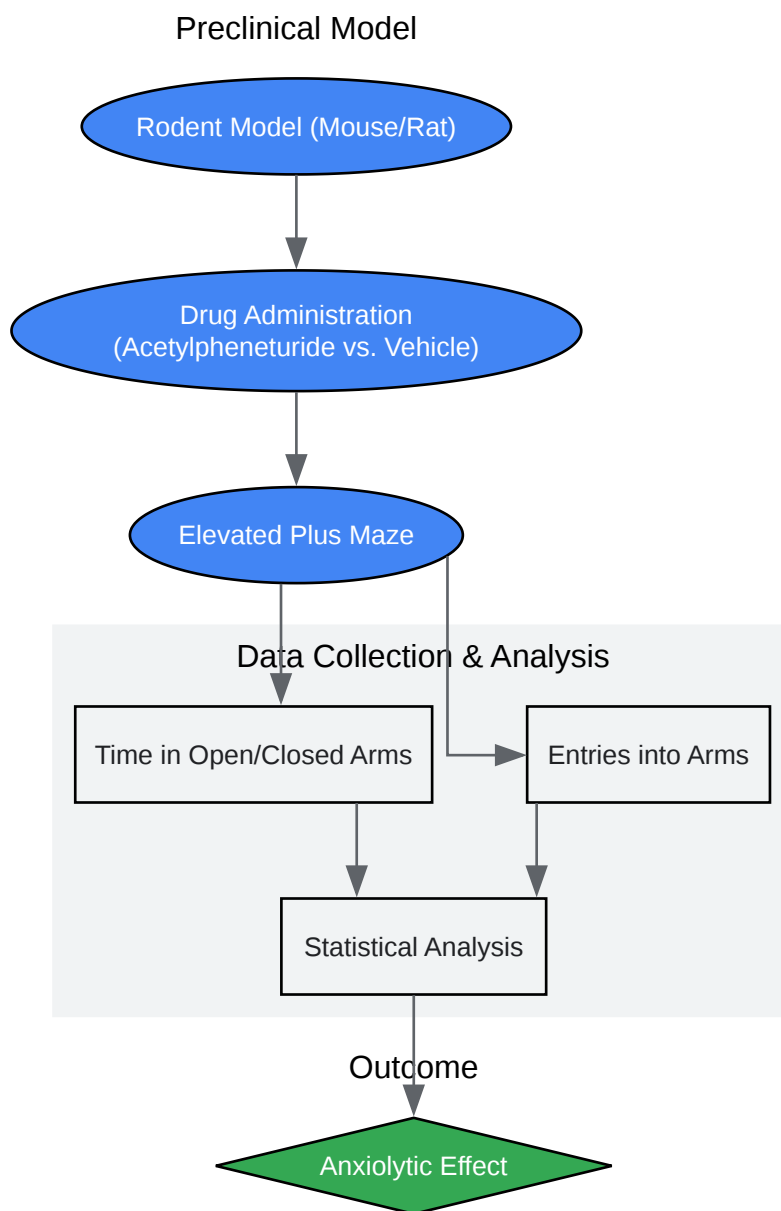 Preclinical Model
Rodent Model (Mouse/Rat)
Drug Administration
(Acetylpheneturide vs. Vehicle)
Elevated Plus Maze
Data Collection & Analysis
Time in Open/Closed Arms
Entries into Arms
Statistical Analysis
Outcome
Anxiolytic Effect